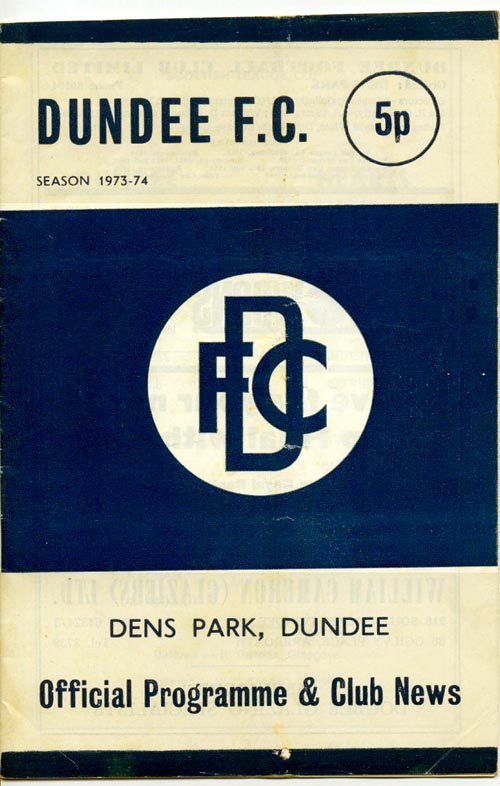 DUNDEE F.C.
5p
SEASON 1973-74
DFC
DENS PARK, DUNDEE
Official Programme & Club News